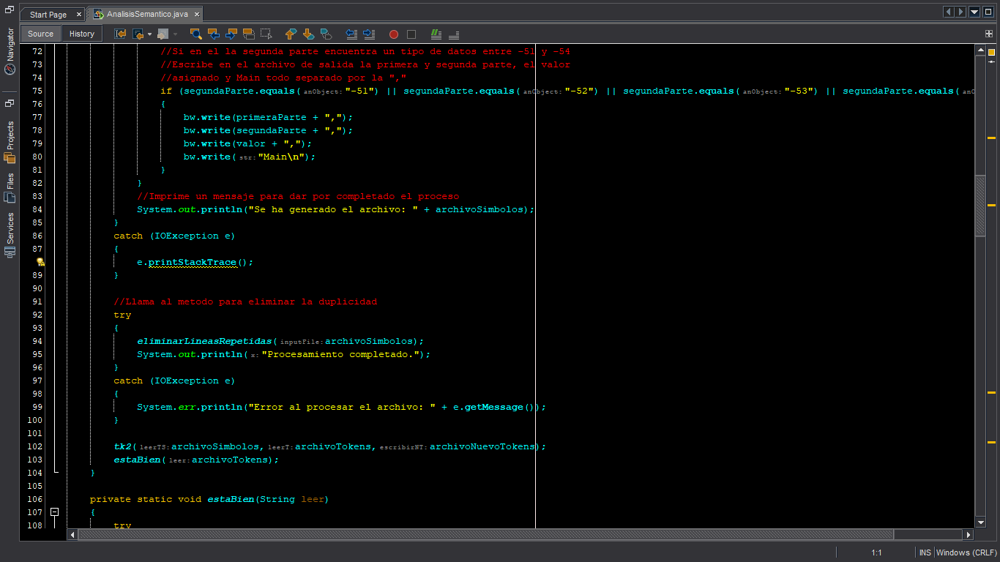 Start Page
AnalisisSemantico.java
Source
History
Navigator
Projects
Files
Services
72 //Si en el la segunda parte encuentra un tipo de datos entre -51 y -54
73 //Escribe en el archivo de salida la primera y segunda parte, el valor
74 //asignado y Main todo separado por la ","
75 if (segundaParte.equals( anObject: "-51") || segundaParte.equals( anObject: "-52") || segundaParte.equals( anObject: "-53") || segundaParte.equals( anO
76 {
77 bw.write(primeraParte + ",");
78 bw.write(segundaParte + ",");
79 bw.write(valor + ",");
80 bw.write( str: "Main\n");
81 }
82 }
83 //Imprime un mensaje para dar por completado el proceso
84 System.out.println("Se ha generado el archivo: " + archivoSimbolos);
85 }
86 catch (IOException e)
87 {
e.printStackTrace();
89 }
90
91 //Llama al metodo para eliminar la duplicidad
92 try
93 {
94 eliminarLineasRepetidas( inputFile: archivoSimbolos);
95 System.out.println( x: "Procesamiento completado.");
96 }
97 catch (IOException e)
98 {
99 System.err.println("Error al procesar el archivo: " + e.getMessage());
100 }
101
102 tk2( leerTS: archivoSimbolos, leerT: archivoTokens, escribirNT: archivoNuevoTokens);
103 estaBien( leer: archivoTokens);
104 }
105
106 private static void estaBien(String leer)
107 {
108 try
1:1
INS
Windows (CRLF)